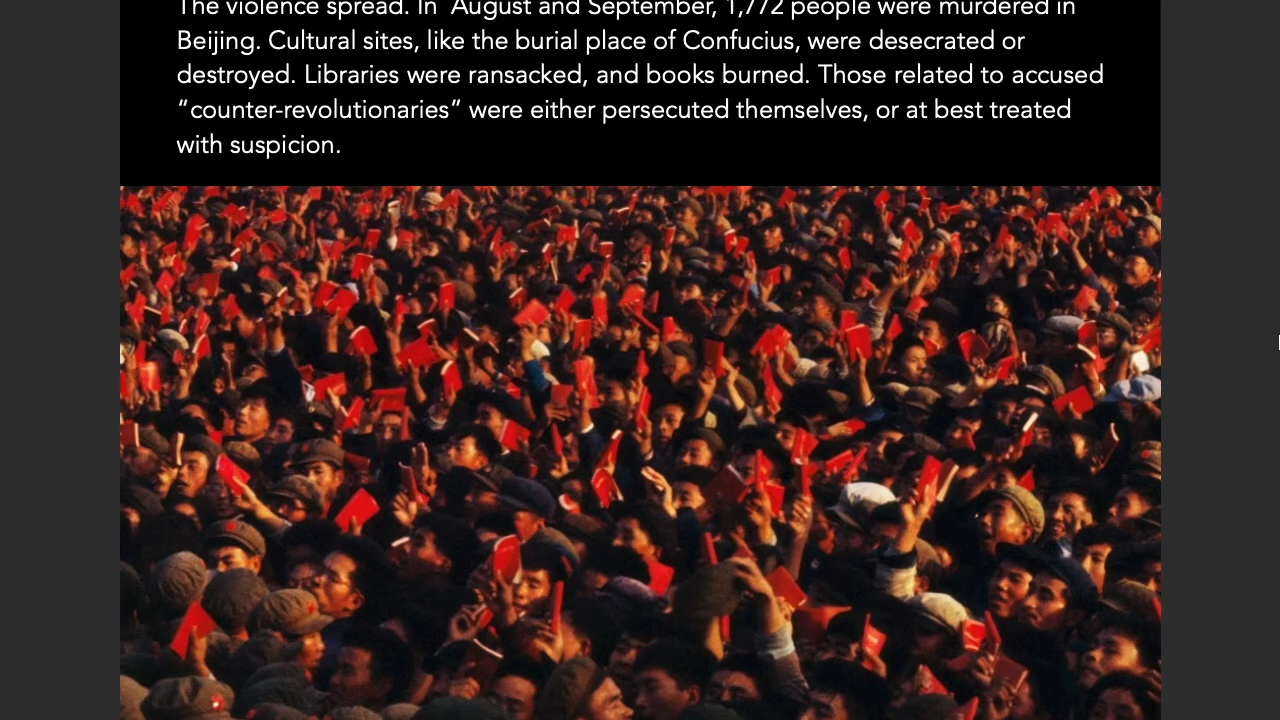 The violence spread. In August and September, 1,772 people were murdered in
Beijing. Cultural sites, like the burial place of Confucius, were desecrated or
destroyed. Libraries were ransacked, and books burned. Those related to accused
“counter-revolutionaries” were either persecuted themselves, or at best treated
with suspicion.